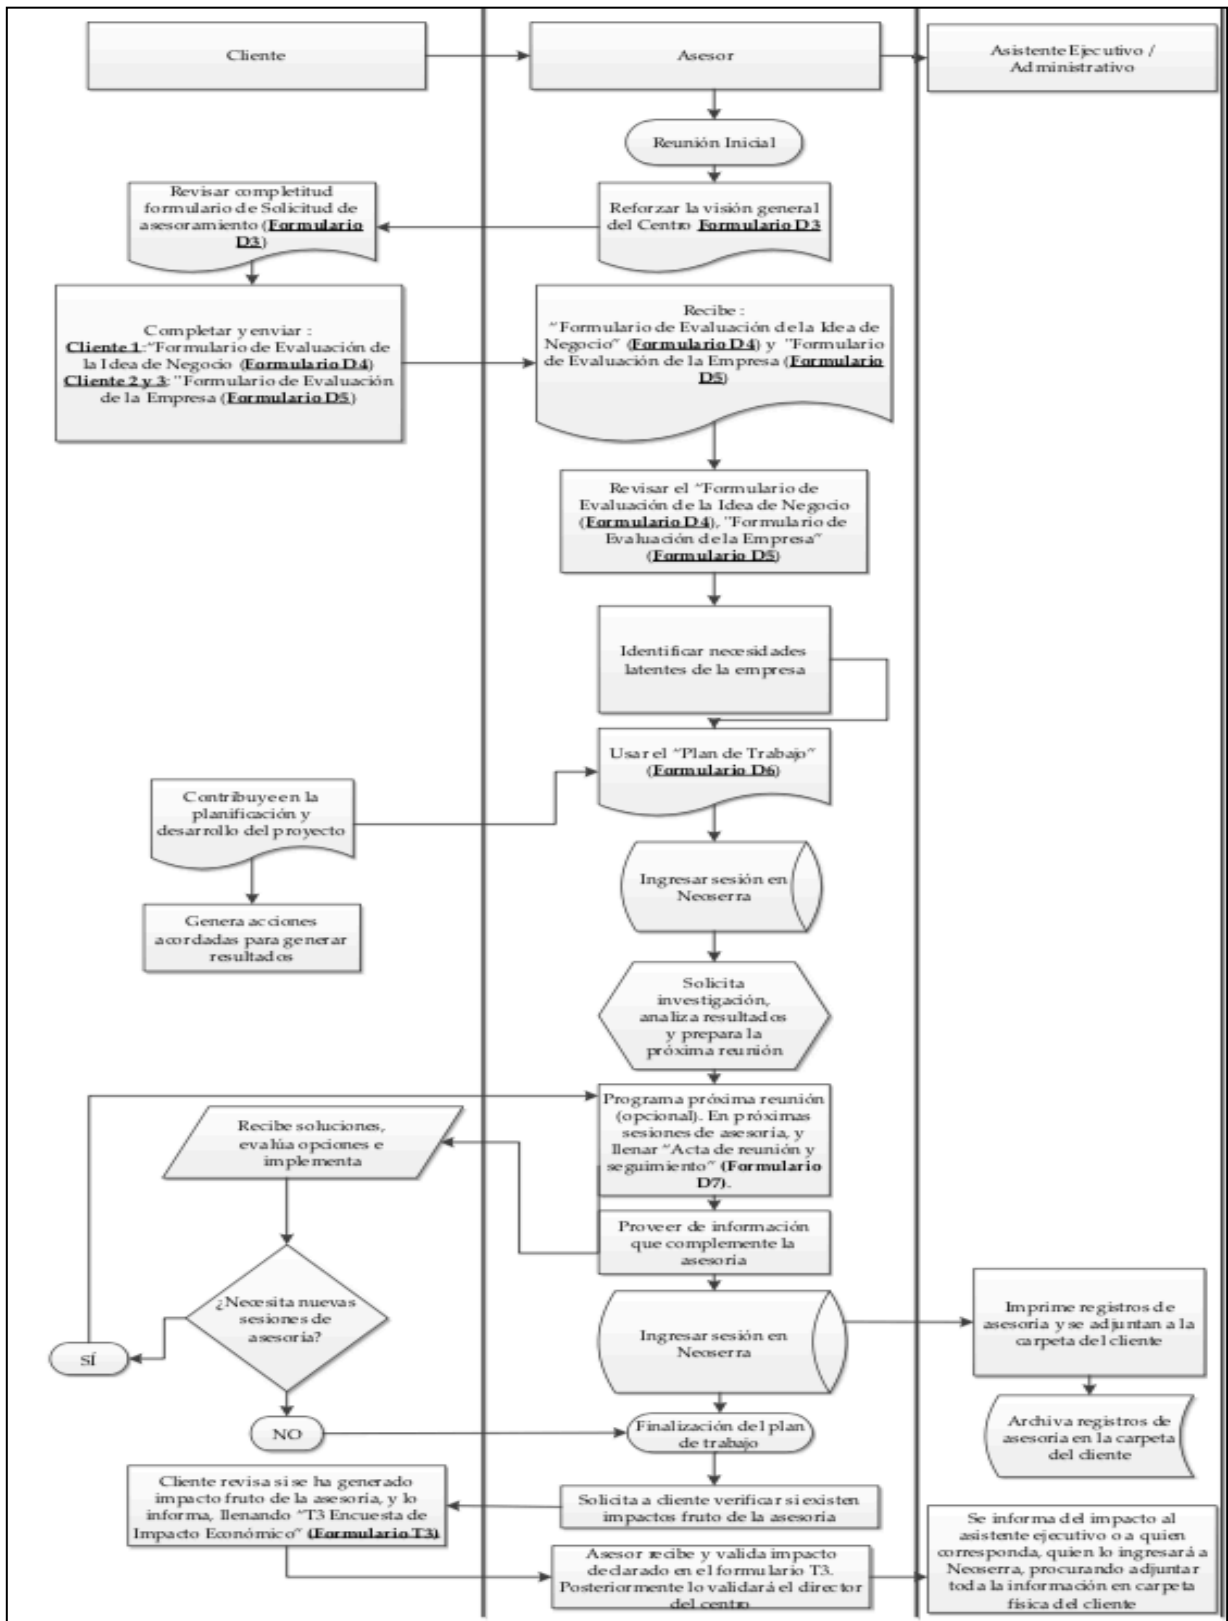 Cliente
Asesor
Asistente Ejecutivo /
Administrativo
Reunión Inicial
Reforzar la visión general
del Centro Formulario D3
Revisar completitud
formulario de Solicitud de
asesoramiento (Formulario
D3)
Completar y enviar :
Cliente 1:"Formulario de Evaluación de
la Idea de Negocio (Formulario D4)
Cliente 2 y 3: "Formulario de Evaluación
de la Empresa (Formulario D5)
Recibe :
"Formulario de Evaluación de la Idea de
Negocio" (Formulario D4) y "Formulario
de Evaluación de la Empresa (Formulario
D5)
Revisar el "Formulario de
Evaluación de la Idea de Negocio
(Formulario D4), "Formulario de
Evaluación de la Empresa"
(Formulario D5)
Identificar necesidades
latentes de la empresa
Usar el "Plan de Trabajo"
(Formulario D6)
Contribuye en la
planificación y
desarrollo del proyecto
Genera acciones
acordadas para generar
resultados
Ingresar sesión en
Neoserra
Solicita
investigación,
analiza resultados
y prepara la
próxima reunión
Programa próxima reunión
(opcional). En próximas
sesiones de asesoría, y
llenar "Acta de reunión y
seguimiento" (Formulario
D7).
Recibe soluciones,
evalúa opciones e
implementa
Proveer de información
que complemente la
asesoría
¿Necesita nuevas
sesiones de
asesoría?
SÍ
NO
Ingresar sesión en
Neoserra
Imprime registros de
asesoría y se adjuntan a la
carpeta del cliente
Archiva registros de
asesoría en la carpeta
del cliente
Finalización del plan
de trabajo
Solicita a cliente verificar si existen
impactos fruto de la asesoría
Cliente revisa si se ha generado
impacto fruto de la asesoría, y lo
informa, llenando "T3 Encuesta de
Impacto Económico" (Formulario T3)
Asesor recibe y valida impacto
declarado en el formulario T3.
Posteriormente lo validará el director
del centro
Se informa del impacto al
asistente ejecutivo o a quien
corresponda, quien lo ingresará a
Neoserra, procurando adjuntar
toda la información en carpeta
física del cliente